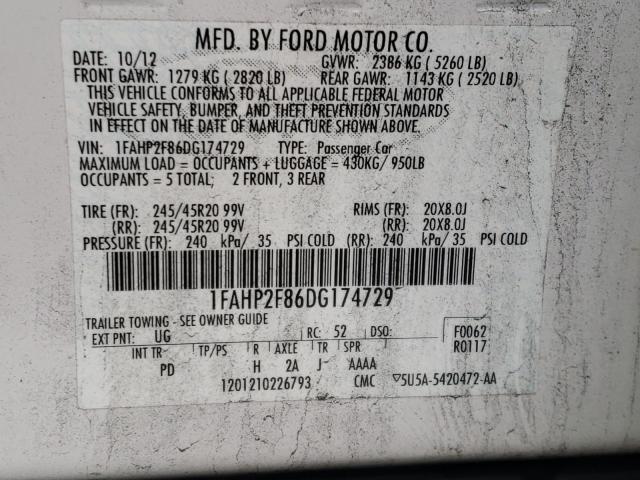 MFD. BY FORD MOTOR CO.
DATE: 10/12 GVWR: 2386 KG ( 5260 LB)
FRONT GAWR: 1279 KG ( 2820 LB) REAR GAWR: 1143 KG ( 2520 LB)
THIS VEHICLE CONFORMS TO ALL APPLICABLE FEDERAL MOTOR
VEHICLE SAFETY, BUMPER, AND THEFT PREVENTION STANDARDS
IN EFFECT ON THE DATE OF MANUFACTURE SHOWN ABOVE.
VIN: 1FAHP2F86DG174729 TYPE: Passenger Car
MAXIMUM LOAD = OCCUPANTS + LUGGAGE = 430KG/ 950LB
OCCUPANTS = 5 TOTAL; 2 FRONT, 3 REAR
TIRE (FR): 245/45R20 99V RIMS (FR): 20X8.0J
(RR): 245/45R20 99V (RR): 20X8.0J
PRESSURE (FR): 240 kPa/ 35 PSI COLD (RR): 240 kPa/ 35 PSI COLD
1FAHP2F86DG174729
TRAILER TOWING - SEE OWNER GUIDE
EXT PNT: UG RC: 52 DSO: F0062
INT TR TP/PS R AXLE TR SPR R0117
PD H 2A J AAAA
1201210226793 CMC ▽5U5A-5420472-AA